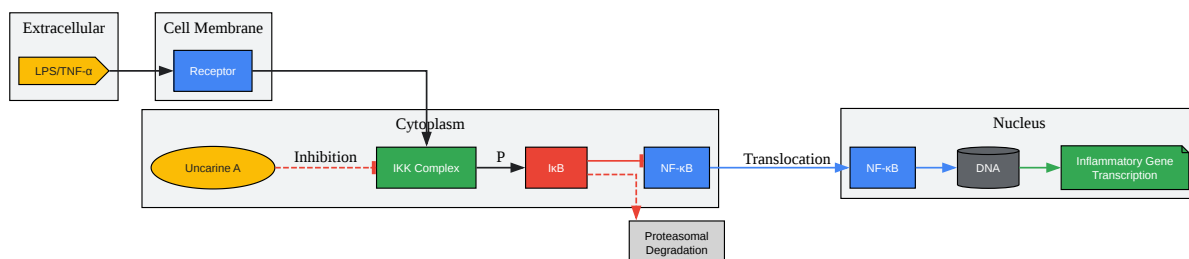 Extracellular
LPS/TNF-α
Cell Membrane
Receptor
Cytoplasm
Uncarine A
Inhibition
IKK Complex
P
IκB
NF-κB
Proteasomal
Degradation
Translocation
Nucleus
NF-κB
DNA
Inflammatory Gene
Transcription